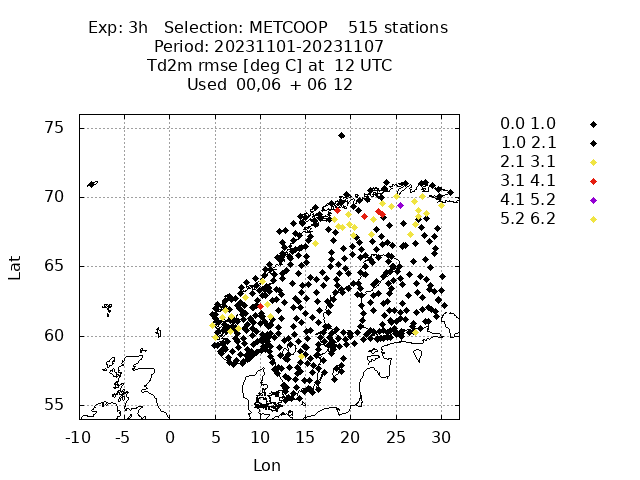 Exp: 3h   Selection: METCOOP    515 stations
Period: 20231101-20231107
Td2m rmse [deg C] at  12 UTC
Used  00,06  + 06 12
0.0 1.0
1.0 2.1
2.1 3.1
3.1 4.1
4.1 5.2
5.2 6.2
75
70
65
60
55
Lat
-10 -5 0 5 10 15 20 25 30
Lon